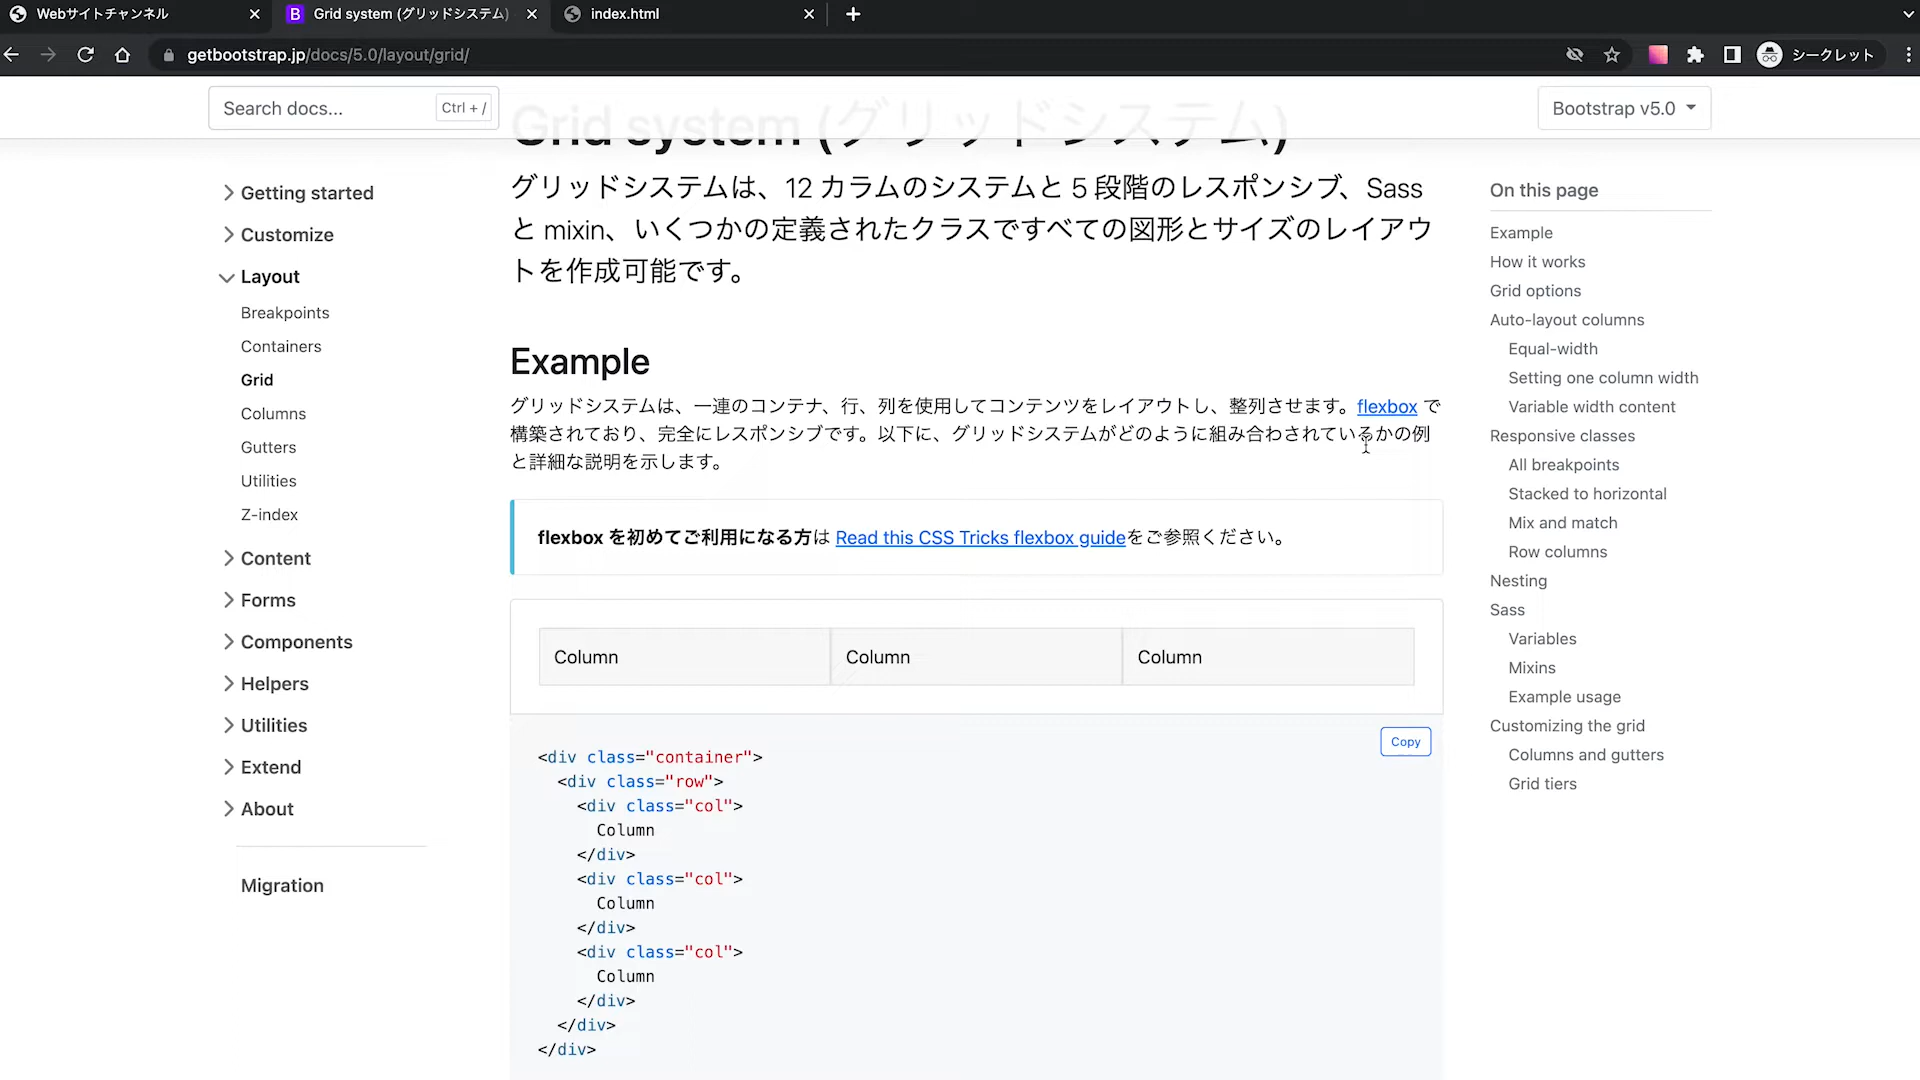 Webサイトチャンネル
Grid system (グリッドシステム)
index.html
getbootstrap.jp/docs/5.0/layout/grid/
シークレット
Search docs...
Ctrl + /
Bootstrap v5.0
Grid system (グリッドシステム)
グリッドシステムは、12 カラムのシステムと 5 段階のレスポンシブ、Sass
と mixin、いくつかの定義されたクラスですべての図形とサイズのレイアウ
トを作成可能です。
Getting started
Customize
Layout
Breakpoints
Containers
Grid
Columns
Gutters
Utilities
Z-index
Content
Forms
Components
Helpers
Utilities
Extend
About
Migration
Example
グリッドシステムは、一連のコンテナ、行、列を使用してコンテンツをレイアウトし、整列させます。flexbox で
構築されており、完全にレスポンシブです。以下に、グリッドシステムがどのように組み合わされているかの例
と詳細な説明を示します。
flexbox を初めてご利用になる方は Read this CSS Tricks flexbox guideをご参照ください。
Column
Column
Column
Copy
<div class="container">
<div class="row">
<div class="col">
Column
</div>
<div class="col">
Column
</div>
<div class="col">
Column
</div>
</div>
</div>
On this page
Example
How it works
Grid options
Auto-layout columns
Equal-width
Setting one column width
Variable width content
Responsive classes
All breakpoints
Stacked to horizontal
Mix and match
Row columns
Nesting
Sass
Variables
Mixins
Example usage
Customizing the grid
Columns and gutters
Grid tiers